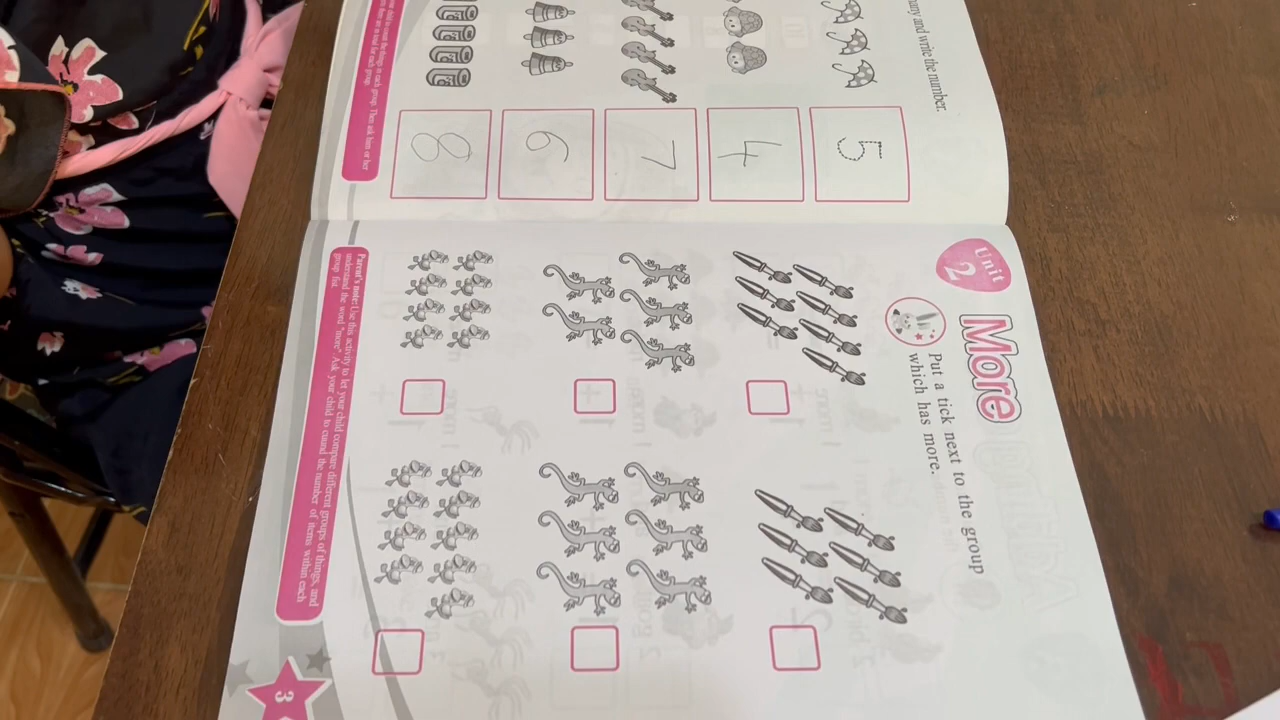 and write the number.
5
4
7
6
8
Unit
2
More
Put a tick next to the group
which has more.
Parent's note: Use this activity to let your child compare different groups of things, and
understand the word "more". Ask your child to count the number of items within each
group list.
3